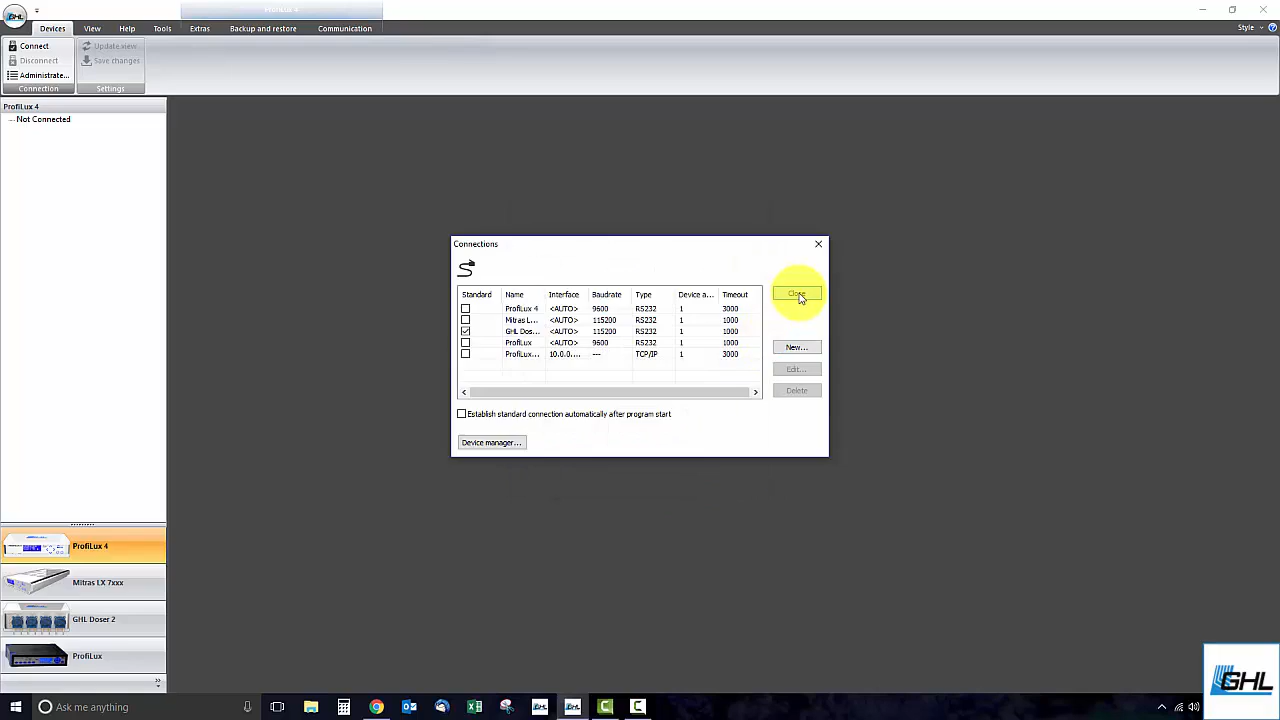 ProfiLux 4
Devices View Help Tools Extras Backup and restore Communication Style
Connect
Disconnect
Administrate...
Connection
Update view
Save changes
Settings
ProfiLux 4
Not Connected
Connections
Standard Name Interface Baudrate Type Device a... Timeout
ProfiLux 4 <AUTO> 9600 RS232 1 3000
Mitras L... <AUTO> 115200 RS232 1 1000
GHL Dos... <AUTO> 115200 RS232 1 1000
ProfiLux <AUTO> 9600 RS232 1 1000
ProfiLux... 10.0.0.... --- TCP/IP 1 3000
Close
New...
Edit...
Delete
Establish standard connection automatically after program start
Device manager...
ProfiLux 4
Mitras LX 7xxx
GHL Doser 2
ProfiLux
Ask me anything
GHL